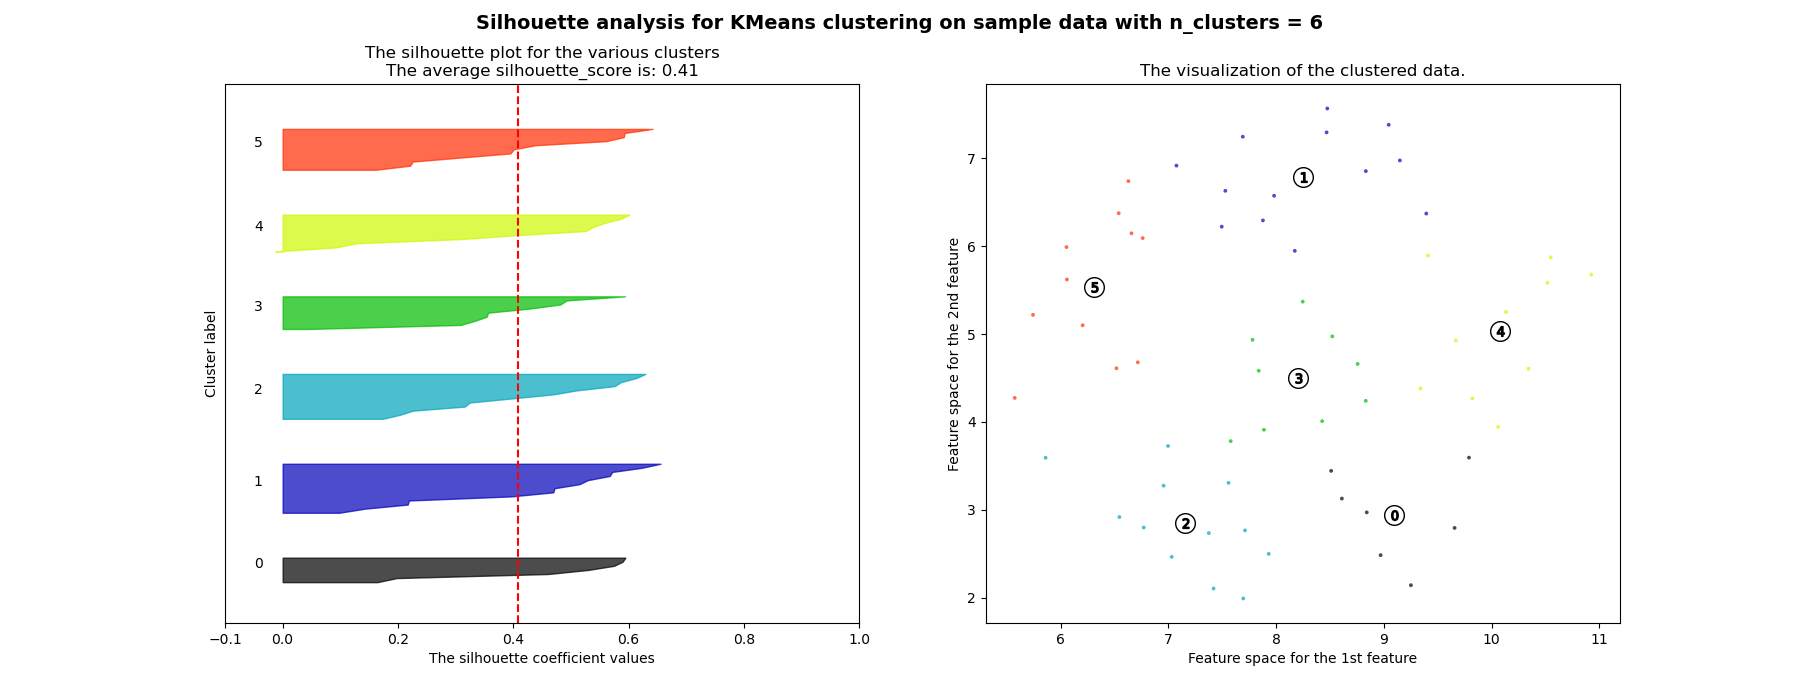 Silhouette analysis for KMeans clustering on sample data with n_clusters = 6
The silhouette plot for the various clusters
The average silhouette_score is: 0.41
5
4
3
2
1
0
Cluster label
−0.1 0.0 0.2 0.4 0.6 0.8 1.0
The silhouette coefficient values
The visualization of the clustered data.
7
6
5
4
3
2
Feature space for the 2nd feature
1
5
4
3
2
0
6 7 8 9 10 11
Feature space for the 1st feature